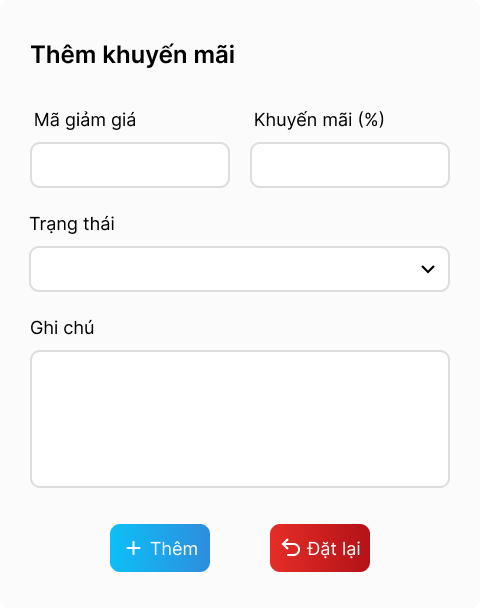 Thêm khuyến mãi
Mã giảm giá
Khuyến mãi (%)
Trạng thái
Ghi chú
Thêm
Đặt lại